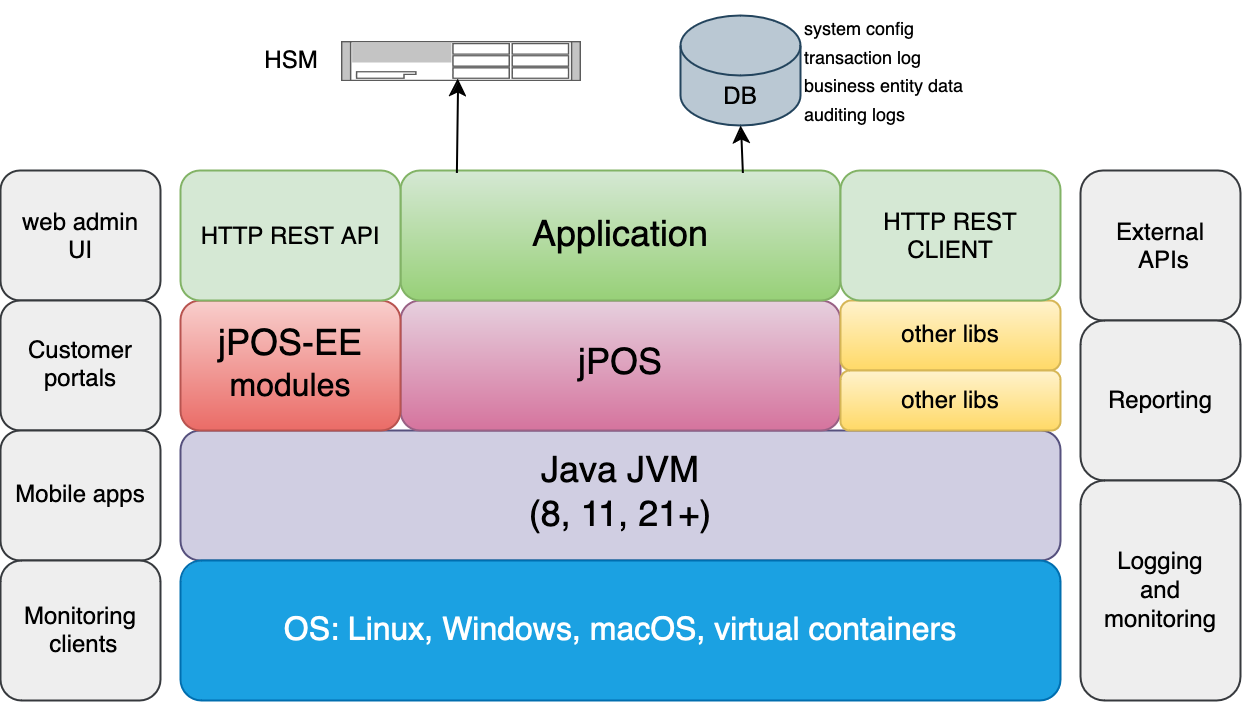 HSM
DB
system config
transaction log
business entity data
auditing logs
web admin
UI
HTTP REST API
Application
HTTP REST
CLIENT
External
APIs
Customer
portals
jPOS-EE
modules
jPOS
other libs
other libs
Reporting
Mobile apps
Java JVM
(8, 11, 21+)
Monitoring
clients
OS: Linux, Windows, macOS, virtual containers
Logging
and
monitoring